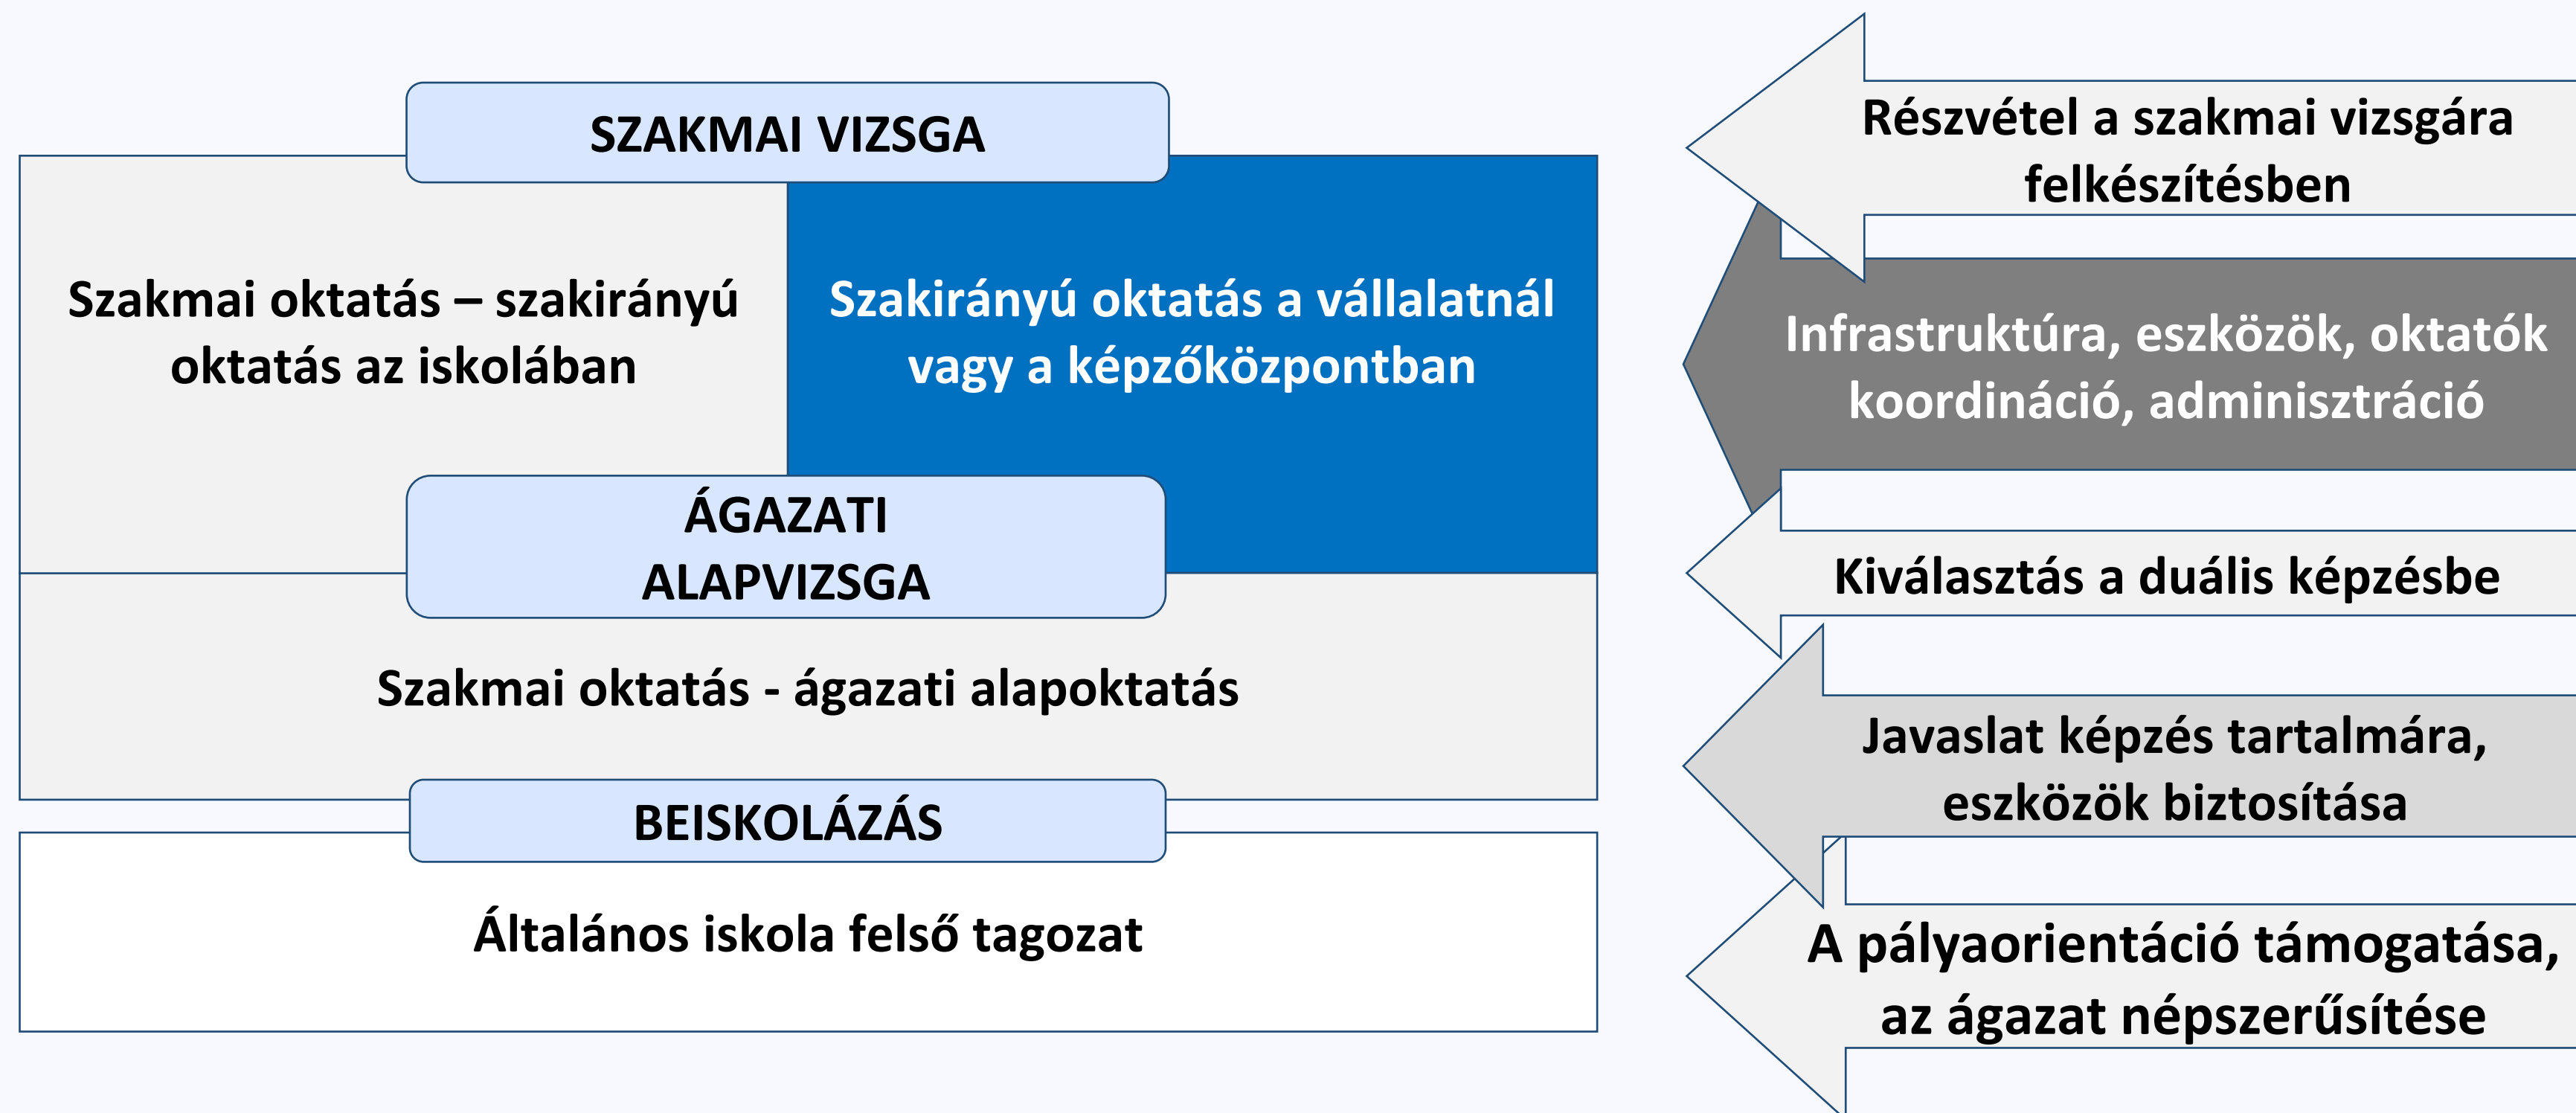 SZAKMAI VIZSGA
Szakmai oktatás – szakirányú
oktatás az iskolában
Szakirányú oktatás a vállalatnál
vagy a képzőközpontban
ÁGAZATI
ALAPVIZSGA
Szakmai oktatás - ágazati alapoktatás
BEISKOLÁZÁS
Általános iskola felső tagozat
Részvétel a szakmai vizsgára
felkészítésben
Infrastruktúra, eszközök, oktatók
koordináció, adminisztráció
Kiválasztás a duális képzésbe
Javaslat képzés tartalmára,
eszközök biztosítása
A pályaorientáció támogatása,
az ágazat népszerűsítése